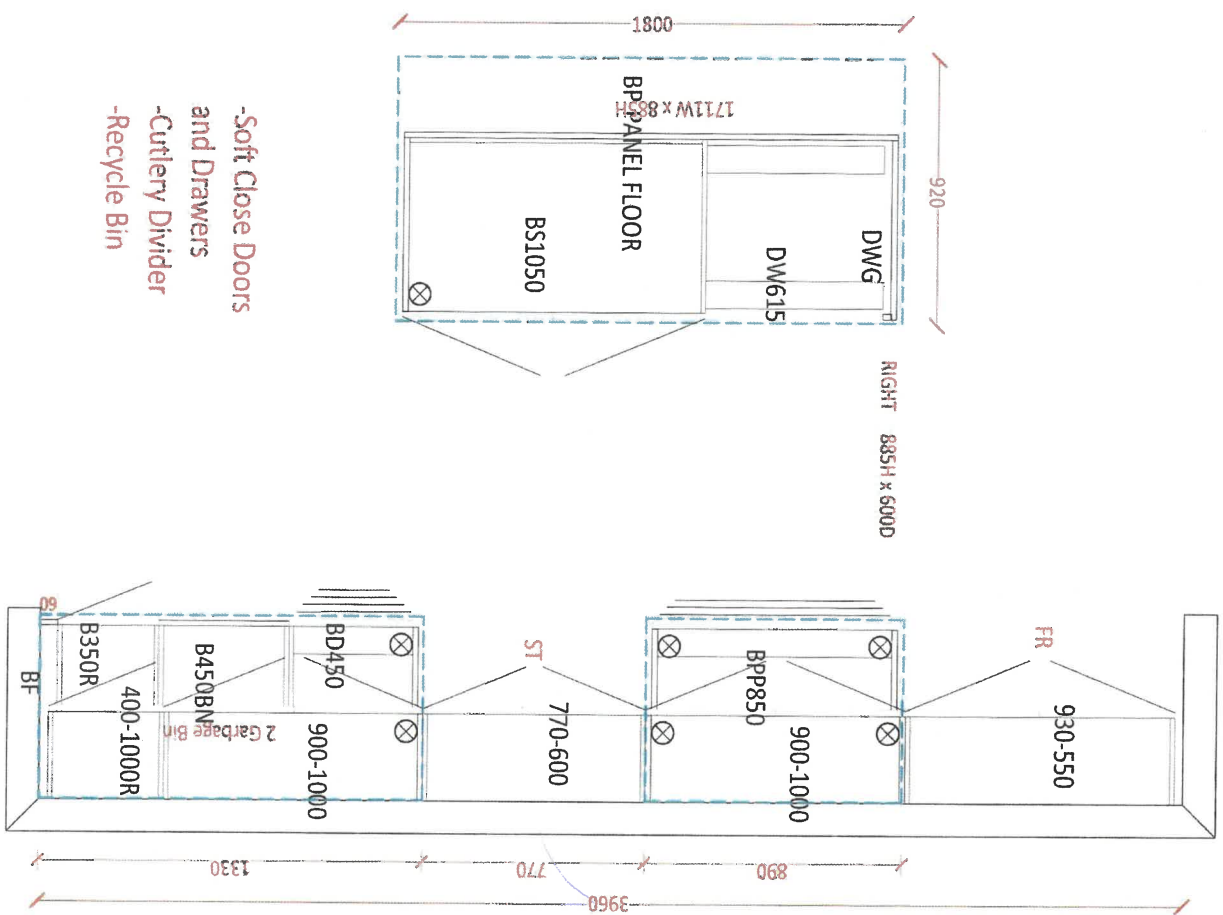 1800
920
BP PANEL FLOOR
1711W x 885H
BS1050
DW615
DWG
-Soft Close Doors
and Drawers
-Cutlery Divider
-Recycle Bin
RIGHT 885H x 600D
60
BF
B350R
B450BN
BD450
400-1000R
2 Garbage Bin
900-1000
ST
770-600
BPP850
900-1000
FR
930-550
1330
770
890
3960